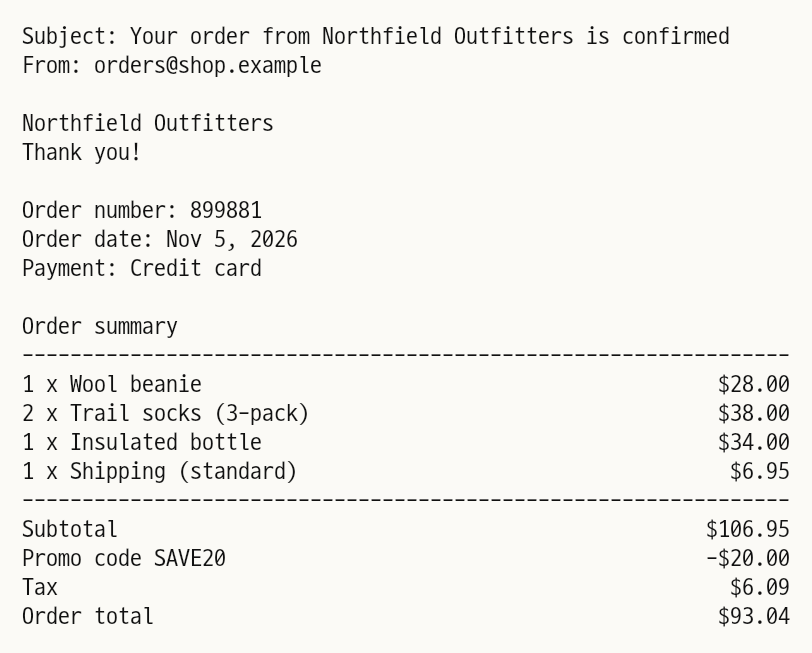 Subject: Your order from Northfield Outfitters is confirmed
From: orders@shop.example

Northfield Outfitters
Thank you!

Order number: 899881
Order date: Nov 5, 2026
Payment: Credit card

Order summary
----------------------------------------------------------------
1 x Wool beanie                                           $28.00
2 x Trail socks (3-pack)                                  $38.00
1 x Insulated bottle                                      $34.00
1 x Shipping (standard)                                    $6.95
----------------------------------------------------------------
Subtotal                                                 $106.95
Promo code SAVE20                                        -$20.00
Tax                                                        $6.09
Order total                                               $93.04